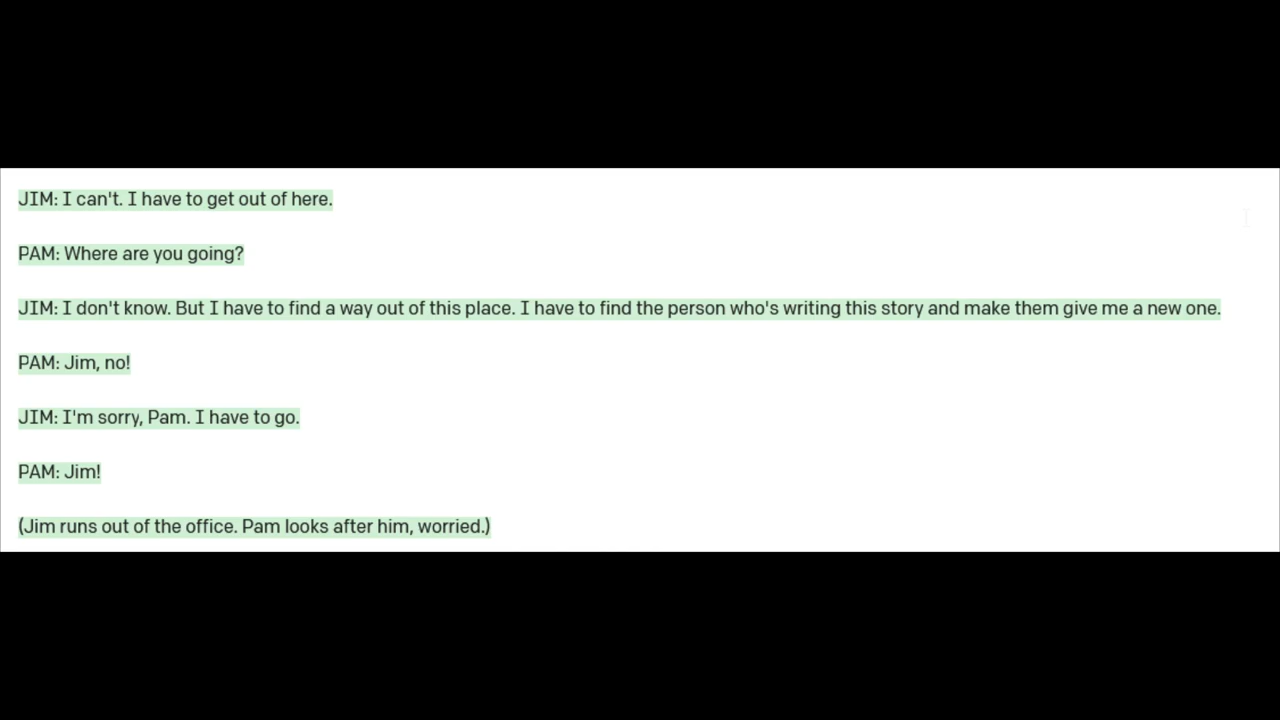 JIM: I can't. I have to get out of here.
PAM: Where are you going?
JIM: I don't know. But I have to find a way out of this place. I have to find the person who's writing this story and make them give me a new one.
PAM: Jim, no!
JIM: I'm sorry, Pam. I have to go.
PAM: Jim!
(Jim runs out of the office. Pam looks after him, worried.)